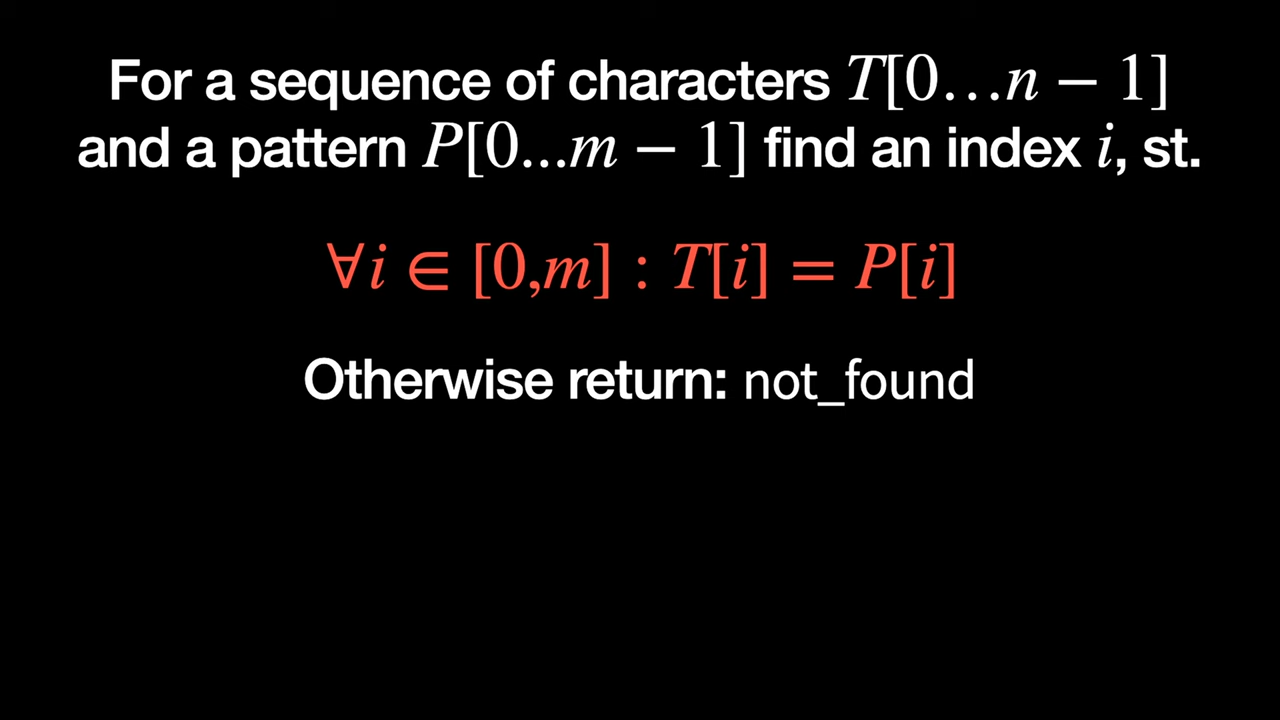 For a sequence of characters T[0…n − 1]
and a pattern P[0...m − 1] find an index i, st.
∀i ∈ [0,m] : T[i] = P[i]
Otherwise return: not_found